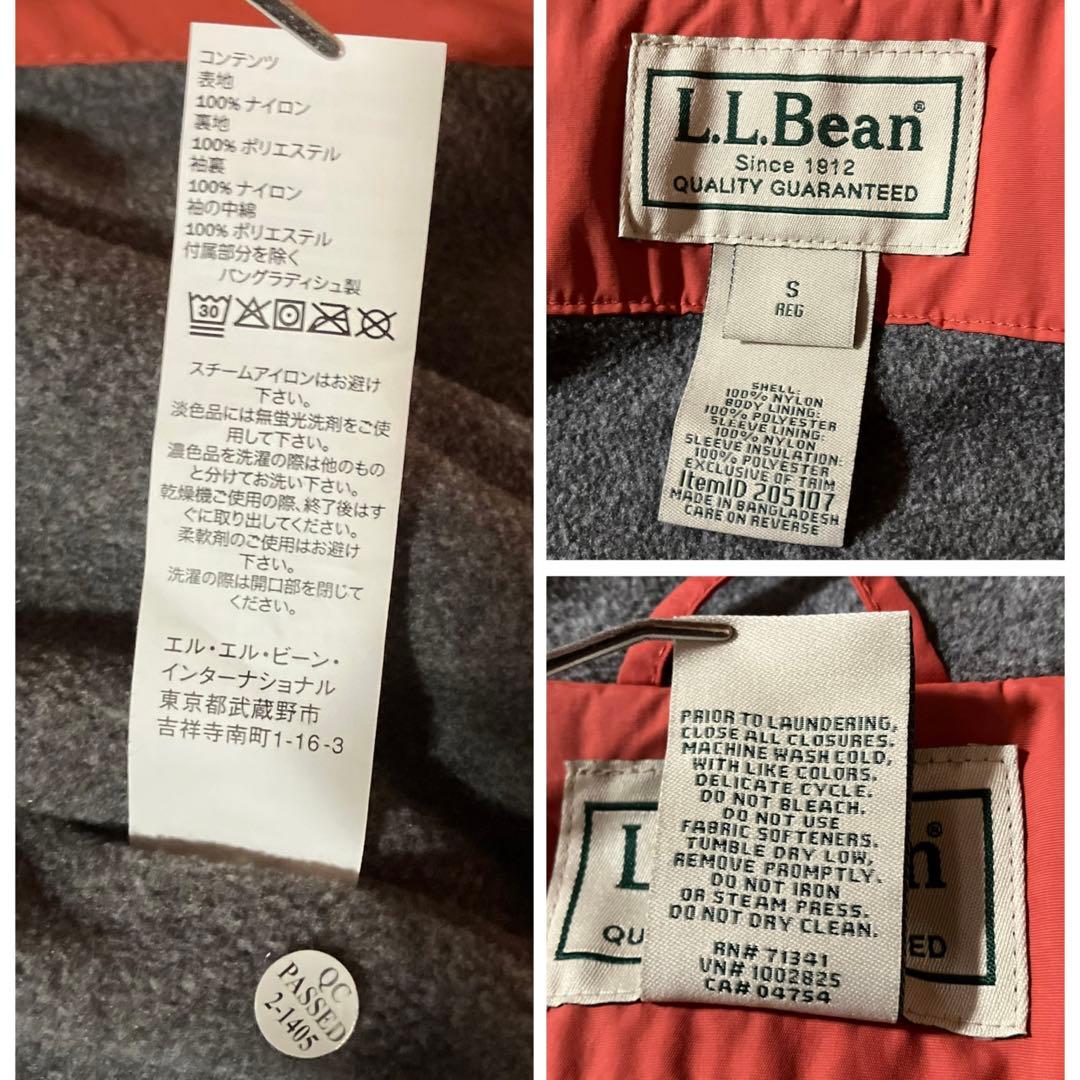 コンテンツ
表地
100% ナイロン
裏地
100% ポリエステル
袖裏
100% ナイロン
袖の中綿
100% ポリエステル
付属部分を除く
バングラディシュ製
30
スチームアイロンはお避け
下さい。
淡色品には無蛍光洗剤をご使
用して下さい。
濃色品を洗濯の際は他のもの
と分けてお洗い下さい。
乾燥機ご使用の際、終了後はす
ぐに取り出してください。
柔軟剤のご使用はお避け
下さい。
洗濯の際は開口部を閉じて
ください。
エル・エル・ビーン・
インターナショナル
東京都武蔵野市
吉祥寺南町1-16-3
QC
PASSED
2-1405
L.L.Bean®
Since 1912
QUALITY GUARANTEED
S
REG
SHELL:
100% NYLON
BODY LINING:
100% POLYESTER
SLEEVE LINING:
100% NYLON
SLEEVE INSULATION:
100% POLYESTER
EXCLUSIVE OF TRIM
ItemID 205107
MADE IN BANGLADESH
CARE ON REVERSE
PRIOR TO LAUNDERING,
CLOSE ALL CLOSURES.
MACHINE WASH COLD,
WITH LIKE COLORS.
DELICATE CYCLE.
DO NOT BLEACH.
DO NOT USE
FABRIC SOFTENERS.
TUMBLE DRY LOW,
REMOVE PROMPTLY.
DO NOT IRON
OR STEAM PRESS.
DO NOT DRY CLEAN.
RN# 71341
VN# 1002825
CA# 04754
L n®
QU ED